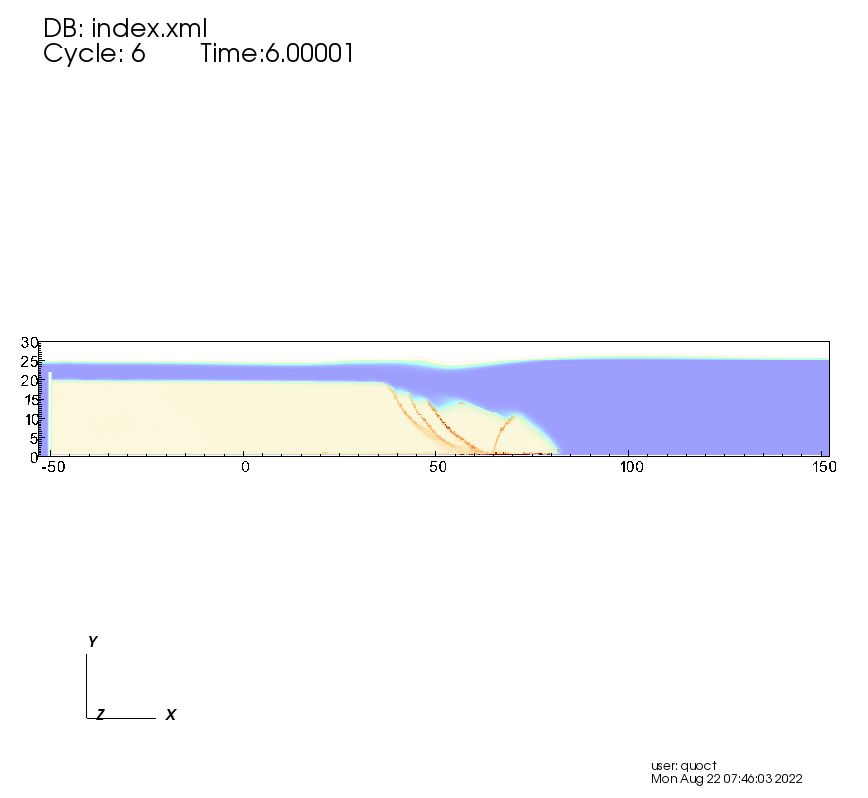 DB: index.xml
Cycle: 6 Time:6.00001
30
25
20
15
10
5
0
-50 0 50 100 150
Y
Z X
user: quoct
Mon Aug 22 07:46:03 2022